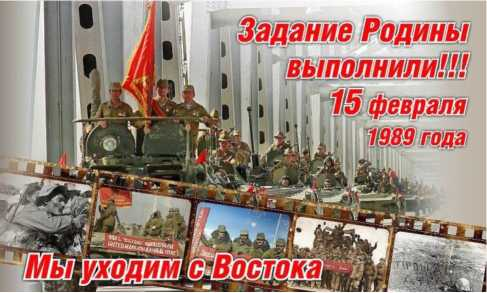 Задание Родины
выполнили!!!
15 февраля
1989 года
Мы уходим с Востока